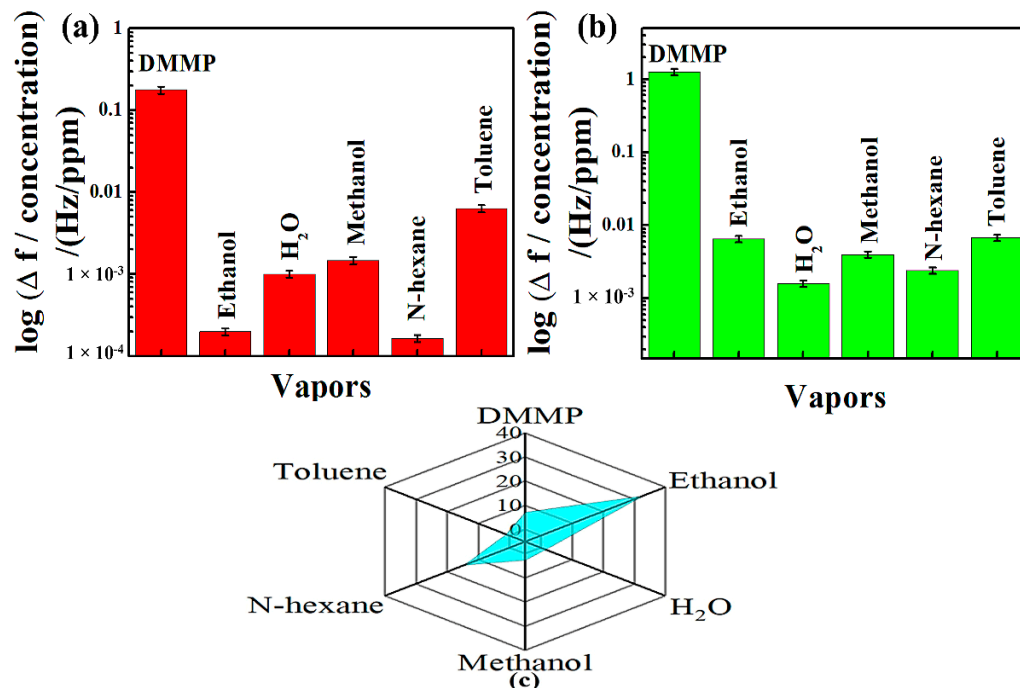 (a)
log (Δ f / concentration)
/(Hz/ppm)
1
0.1
0.01
1 × 10⁻³
1 × 10⁻⁴
DMMP
Ethanol
H₂O
Methanol
N-hexane
Toluene
Vapors
(b)
log (Δ f / concentration)
/(Hz/ppm)
1
0.1
0.01
1 × 10⁻³
DMMP
Ethanol
H₂O
Methanol
N-hexane
Toluene
Vapors
DMMP
40
30
20
10
0
Toluene
Ethanol
N-hexane
H₂O
Methanol
(c)